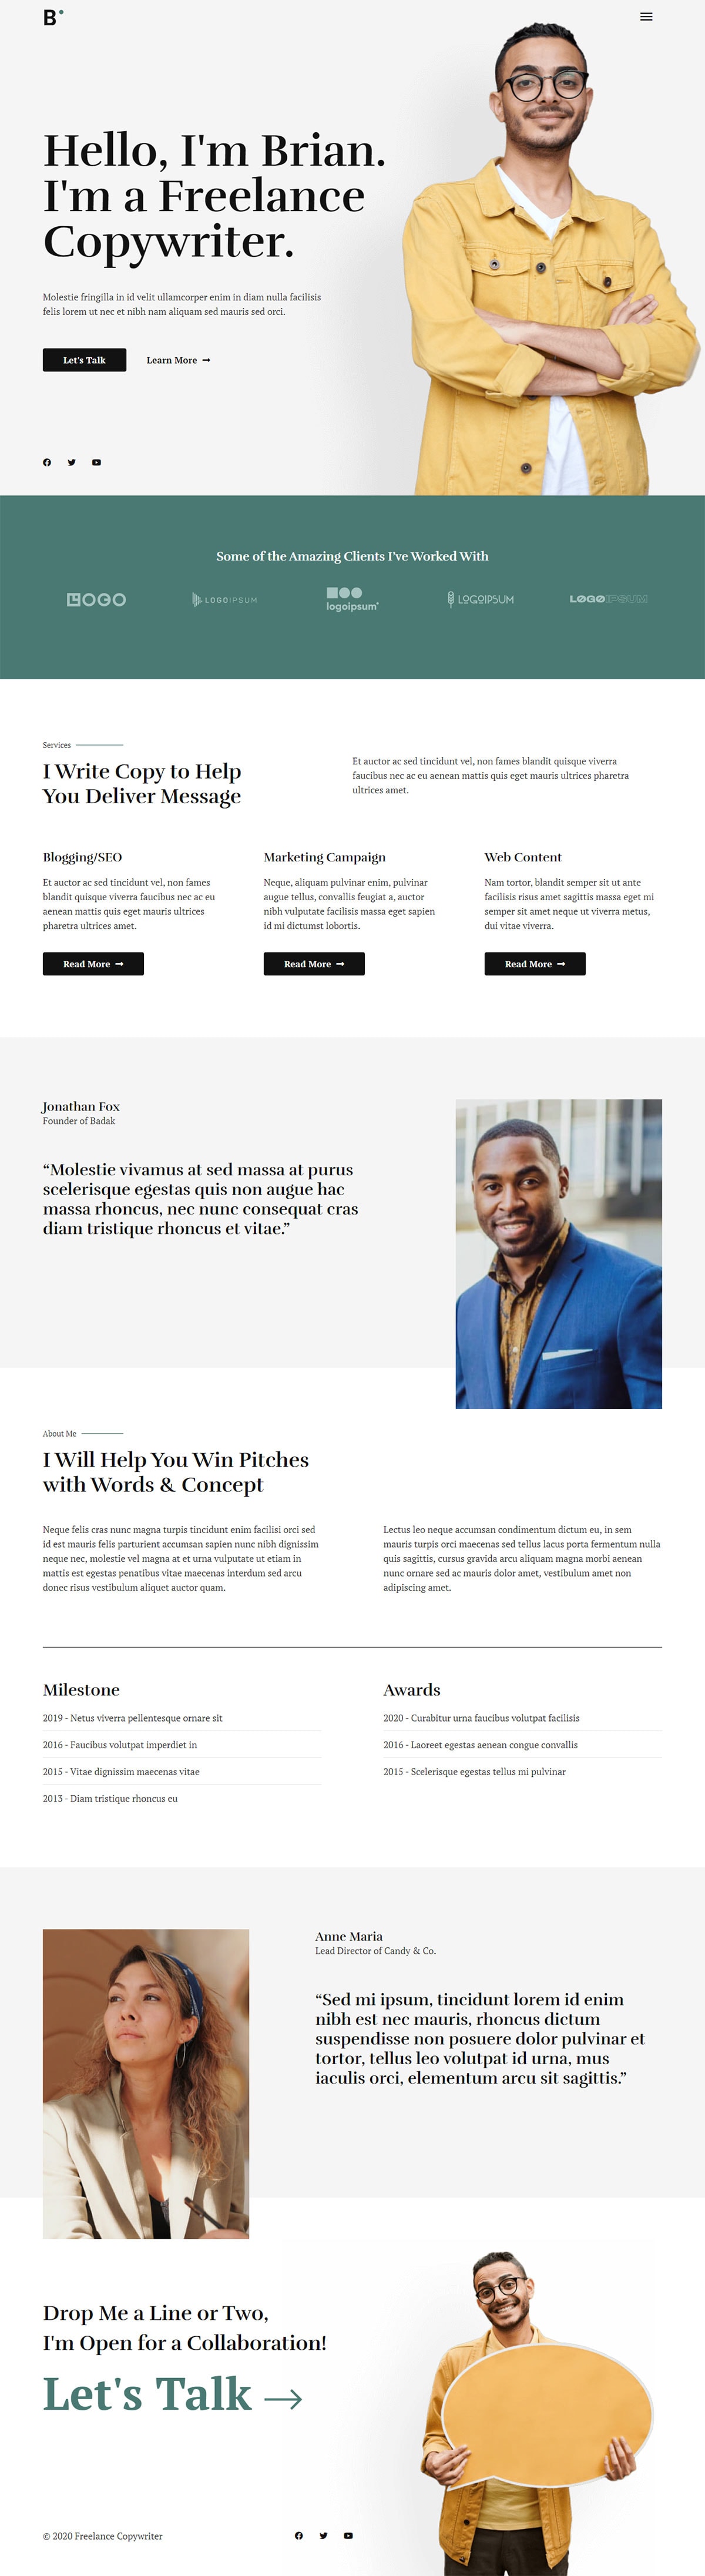 B
Hello, I'm Brian.
I'm a Freelance
Copywriter.
Molestie fringilla in id velit ullamcorper enim in diam nulla facilisis
felis lorem ut nec et nibh nam aliquam sed mauris sed orci.
Let's Talk
Learn More →
Some of the Amazing Clients I've Worked With
LOGO
LOGOIPSUM
logoipsum
LOGOIPSUM
LOGOIPSUM
Services
I Write Copy to Help
You Deliver Message
Et auctor ac sed tincidunt vel, non fames blandit quisque viverra
faucibus nec ac eu aenean mattis quis eget mauris ultrices pharetra
ultrices amet.
Blogging/SEO
Et auctor ac sed tincidunt vel, non fames
blandit quisque viverra faucibus nec ac eu
aenean mattis quis eget mauris ultrices
pharetra ultrices amet.
Read More →
Marketing Campaign
Neque, aliquam pulvinar enim, pulvinar
augue tellus, convallis feugiat a, auctor
nibh vulputate facilisis massa eget sapien
id mi dictumst lobortis.
Read More →
Web Content
Nam tortor, blandit semper sit ut ante
facilisis risus amet sagittis massa eget mi
semper sit amet neque ut viverra metus,
dui vitae viverra.
Read More →
Jonathan Fox
Founder of Badak
“Molestie vivamus at sed massa at purus
scelerisque egestas quis non augue hac
massa rhoncus, nec nunc consequat cras
diam tristique rhoncus et vitae.”
About Me
I Will Help You Win Pitches
with Words & Concept
Neque felis cras nunc magna turpis tincidunt enim facilisi orci sed
id est mauris felis parturient accumsan sapien nunc nibh dignissim
neque nec, molestie vel magna at et urna vulputate ut etiam in
mattis est egestas penatibus vitae maecenas interdum sed arcu
donec risus vestibulum aliquet auctor quam.
Lectus leo neque accumsan condimentum dictum eu, in sem
mauris turpis orci maecenas sed tellus lacus porta fermentum nulla
quis sagittis, cursus gravida arcu aliquam magna morbi aenean
nunc ornare sed ac mauris dolor amet, vestibulum amet non
adipiscing amet.
Milestone
2019 - Netus viverra pellentesque ornare sit
2016 - Faucibus volutpat imperdiet in
2015 - Vitae dignissim maecenas vitae
2013 - Diam tristique rhoncus eu
Awards
2020 - Curabitur urna faucibus volutpat facilisis
2016 - Laoreet egestas aenean congue convallis
2015 - Scelerisque egestas tellus mi pulvinar
Anne Maria
Lead Director of Candy & Co.
“Sed mi ipsum, tincidunt lorem id enim
nibh est nec mauris, rhoncus dictum
suspendisse non posuere dolor pulvinar et
tortor, tellus leo volutpat id urna, mus
iaculis orci, elementum arcu sit sagittis.”
Drop Me a Line or Two,
I'm Open for a Collaboration!
Let's Talk →
© 2020 Freelance Copywriter